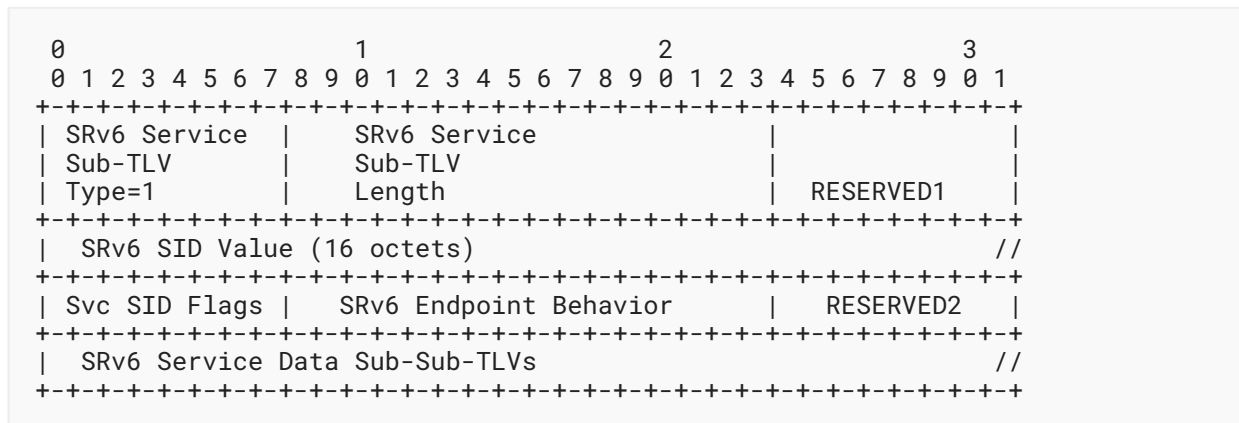 0                   1                   2                   3
 0 1 2 3 4 5 6 7 8 9 0 1 2 3 4 5 6 7 8 9 0 1 2 3 4 5 6 7 8 9 0 1
+-+-+-+-+-+-+-+-+-+-+-+-+-+-+-+-+-+-+-+-+-+-+-+-+-+-+-+-+-+-+-+-+
| SRv6 Service  |    SRv6 Service               |               |
| Sub-TLV       |    Sub-TLV                    |               |
| Type=1        |    Length                     |  RESERVED1    |
+-+-+-+-+-+-+-+-+-+-+-+-+-+-+-+-+-+-+-+-+-+-+-+-+-+-+-+-+-+-+-+-+
|  SRv6 SID Value (16 octets)                                  //
+-+-+-+-+-+-+-+-+-+-+-+-+-+-+-+-+-+-+-+-+-+-+-+-+-+-+-+-+-+-+-+-+
| Svc SID Flags |   SRv6 Endpoint Behavior      |   RESERVED2   |
+-+-+-+-+-+-+-+-+-+-+-+-+-+-+-+-+-+-+-+-+-+-+-+-+-+-+-+-+-+-+-+-+
|  SRv6 Service Data Sub-Sub-TLVs                              //
+-+-+-+-+-+-+-+-+-+-+-+-+-+-+-+-+-+-+-+-+-+-+-+-+-+-+-+-+-+-+-+-+